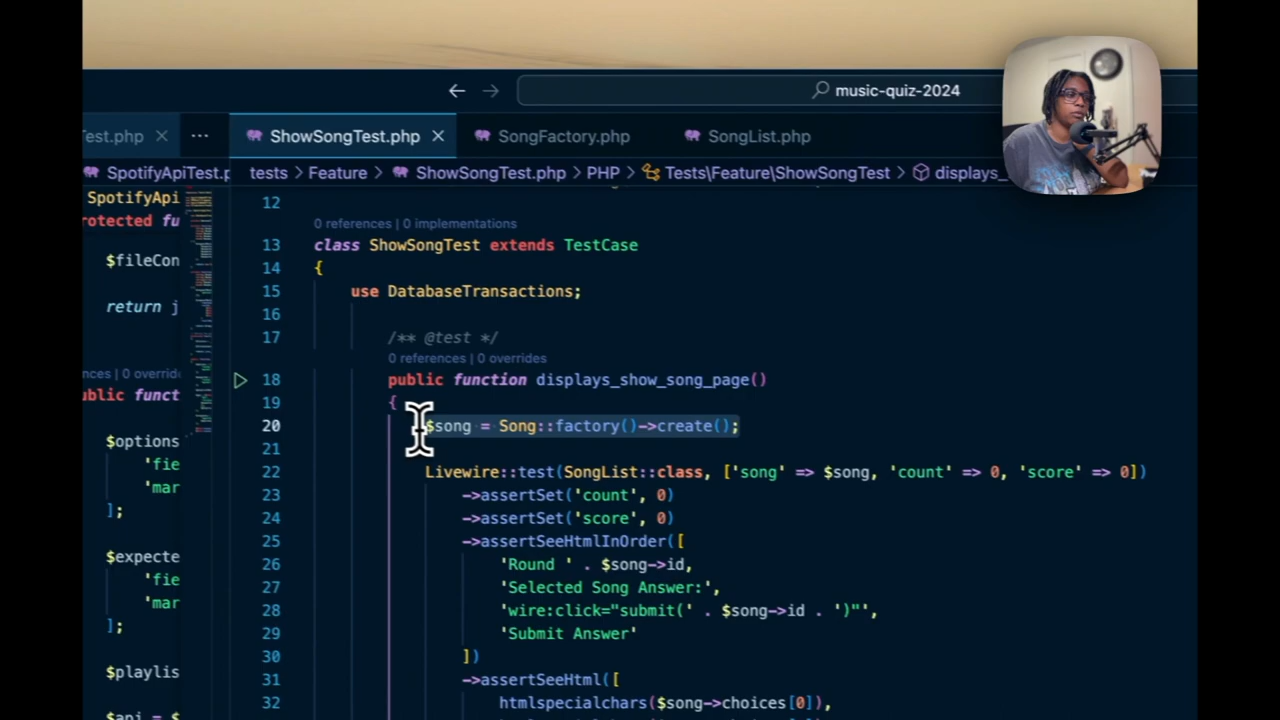 music-quiz-2024
Test.php
ShowSongTest.php
SongFactory.php
SongList.php
SpotifyApiTest.p
tests > Feature > ShowSongTest.php > PHP > Tests\Feature\ShowSongTest > displays_
SpotifyApi
rotected fu
$fileCon
return j
nces | 0 overrid
ublic funct
$options
'fie
'mar
];
$expecte
'fie
'mar
];
$playlis
$api = $
12
0 references | 0 implementations
13 class ShowSongTest extends TestCase
14 {
15 use DatabaseTransactions;
16
17 /** @test */
0 references | 0 overrides
18 public function displays_show_song_page()
19 {
20 $song = Song::factory()->create();
21
22 Livewire::test(SongList::class, ['song' => $song, 'count' => 0, 'score' => 0])
23 ->assertSet('count', 0)
24 ->assertSet('score', 0)
25 ->assertSeeHtmlInOrder([
26 'Round ' . $song->id,
27 'Selected Song Answer:',
28 'wire:click="submit(' . $song->id . ')"',
29 'Submit Answer'
30 ])
31 ->assertSeeHtml([
32 htmlspecialchars($song->choices[0]),